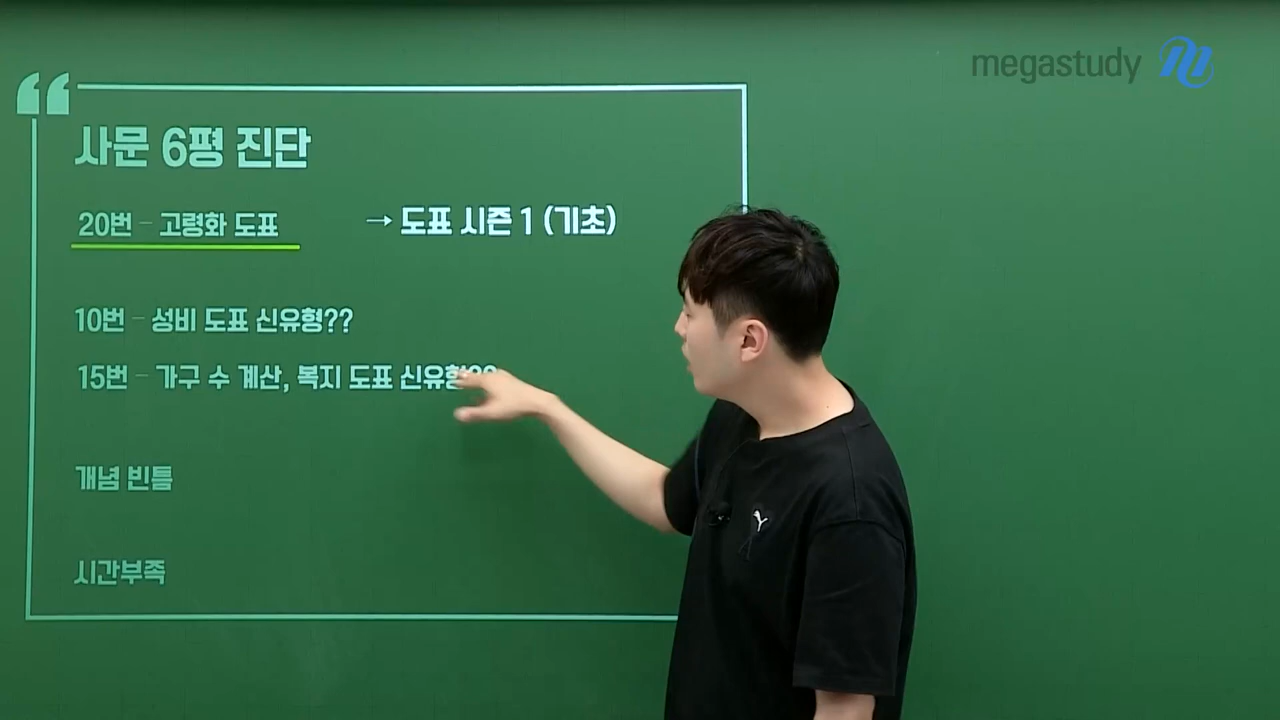 megastudy
사문 6평 진단
20번 - 고령화 도표 → 도표 시즌 1 (기초)
10번 - 성비 도표 신유형??
15번 - 가구 수 계산, 복지 도표 신유형??
개념 빈틈
시간부족